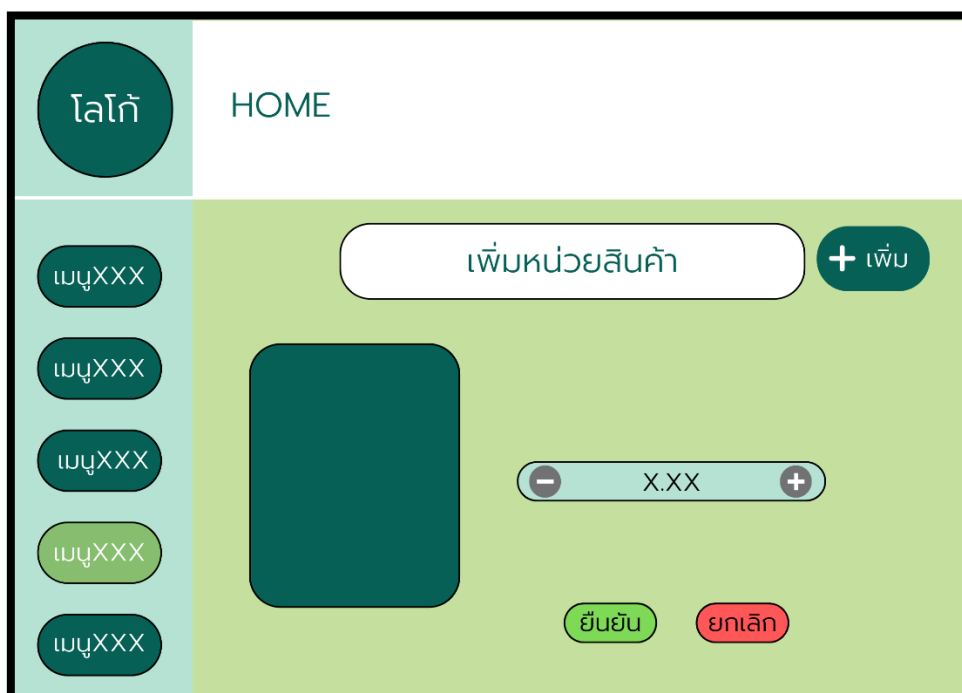 โลโก้
HOME
เพิ่มหน่วยสินค้า
+ เพิ่ม
เมนูXXX
เมนูXXX
เมนูXXX
เมนูXXX
เมนูXXX
- X.XX +
ยืนยัน
ยกเลิก